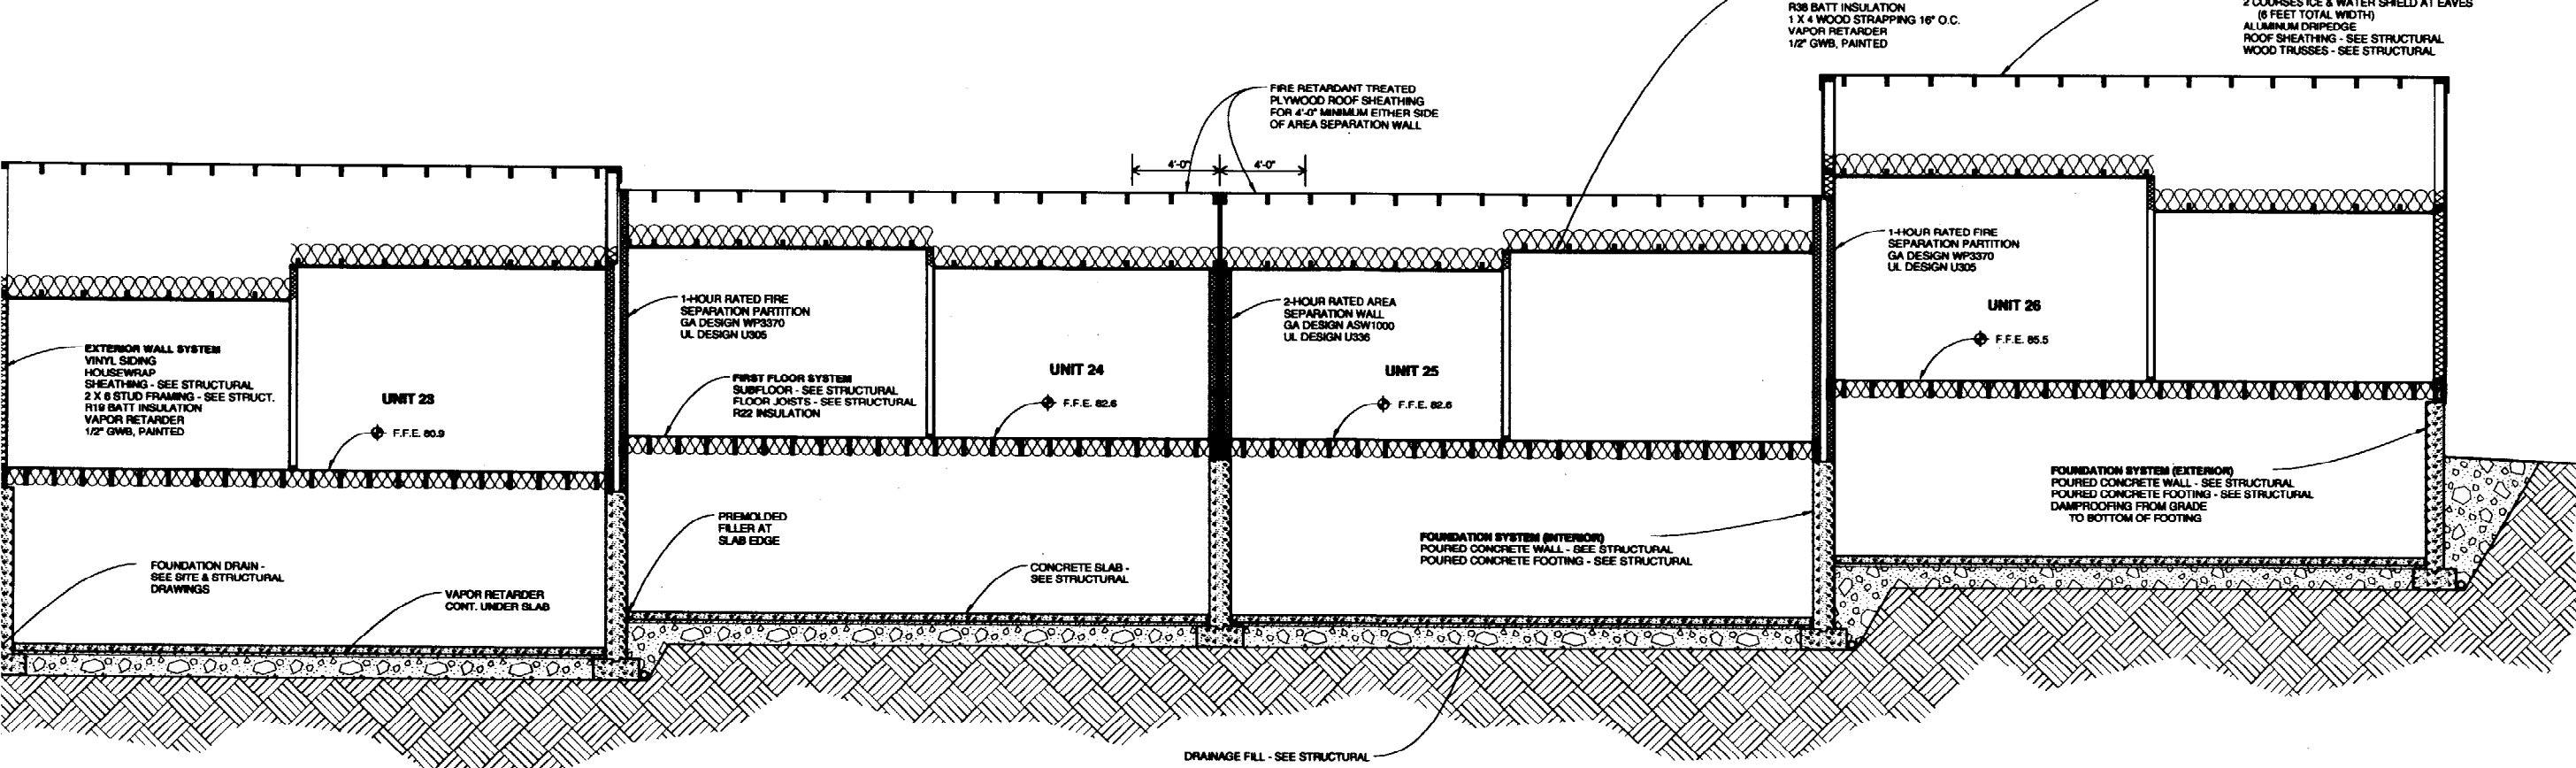 R38 BATT INSULATION
1 X 4 WOOD STRAPPING 16" O.C.
VAPOR RETARDER
1/2" GWB, PAINTED
2 COURSES ICE & WATER SHIELD AT EAVES
(6 FEET TOTAL WIDTH)
ALUMINUM DRIPEDGE
ROOF SHEATHING - SEE STRUCTURAL
WOOD TRUSSES - SEE STRUCTURAL
FIRE RETARDANT TREATED
PLYWOOD ROOF SHEATHING
FOR 4'-0" MINIMUM EITHER SIDE
OF AREA SEPARATION WALL
4'-0"
4'-0"
EXTERIOR WALL SYSTEM
VINYL SIDING
HOUSEWRAP
SHEATHING - SEE STRUCTURAL
2 X 6 STUD FRAMING - SEE STRUCT.
R19 BATT INSULATION
VAPOR RETARDER
1/2" GWB, PAINTED
UNIT 23
F.F.E. 80.9
1-HOUR RATED FIRE
SEPARATION PARTITION
GA DESIGN WP3370
UL DESIGN U305
FIRST FLOOR SYSTEM
SUBFLOOR - SEE STRUCTURAL
FLOOR JOISTS - SEE STRUCTURAL
R22 INSULATION
UNIT 24
F.F.E. 82.6
2-HOUR RATED AREA
SEPARATION WALL
GA DESIGN ASW1000
UL DESIGN U336
UNIT 25
F.F.E. 82.6
1-HOUR RATED FIRE
SEPARATION PARTITION
GA DESIGN WP3370
UL DESIGN U305
UNIT 26
F.F.E. 85.5
FOUNDATION SYSTEM (EXTERIOR)
POURED CONCRETE WALL - SEE STRUCTURAL
POURED CONCRETE FOOTING - SEE STRUCTURAL
DAMPROOFING FROM GRADE
TO BOTTOM OF FOOTING
FOUNDATION DRAIN -
SEE SITE & STRUCTURAL
DRAWINGS
VAPOR RETARDER
CONT. UNDER SLAB
PREMOLDED
FILLER AT
SLAB EDGE
CONCRETE SLAB -
SEE STRUCTURAL
FOUNDATION SYSTEM (INTERIOR)
POURED CONCRETE WALL - SEE STRUCTURAL
POURED CONCRETE FOOTING - SEE STRUCTURAL
DRAINAGE FILL - SEE STRUCTURAL